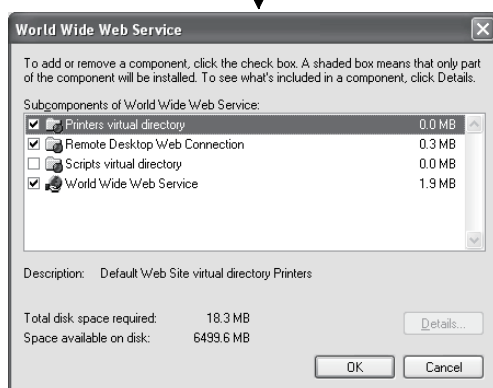 World Wide Web Service
To add or remove a component, click the check box. A shaded box means that only part
of the component will be installed. To see what's included in a component, click Details.
Subcomponents of World Wide Web Service:
Printers virtual directory 0.0 MB
Remote Desktop Web Connection 0.3 MB
Scripts virtual directory 0.0 MB
World Wide Web Service 1.9 MB
Description: Default Web Site virtual directory Printers
Total disk space required: 18.3 MB
Space available on disk: 6499.6 MB
Details...
OK Cancel